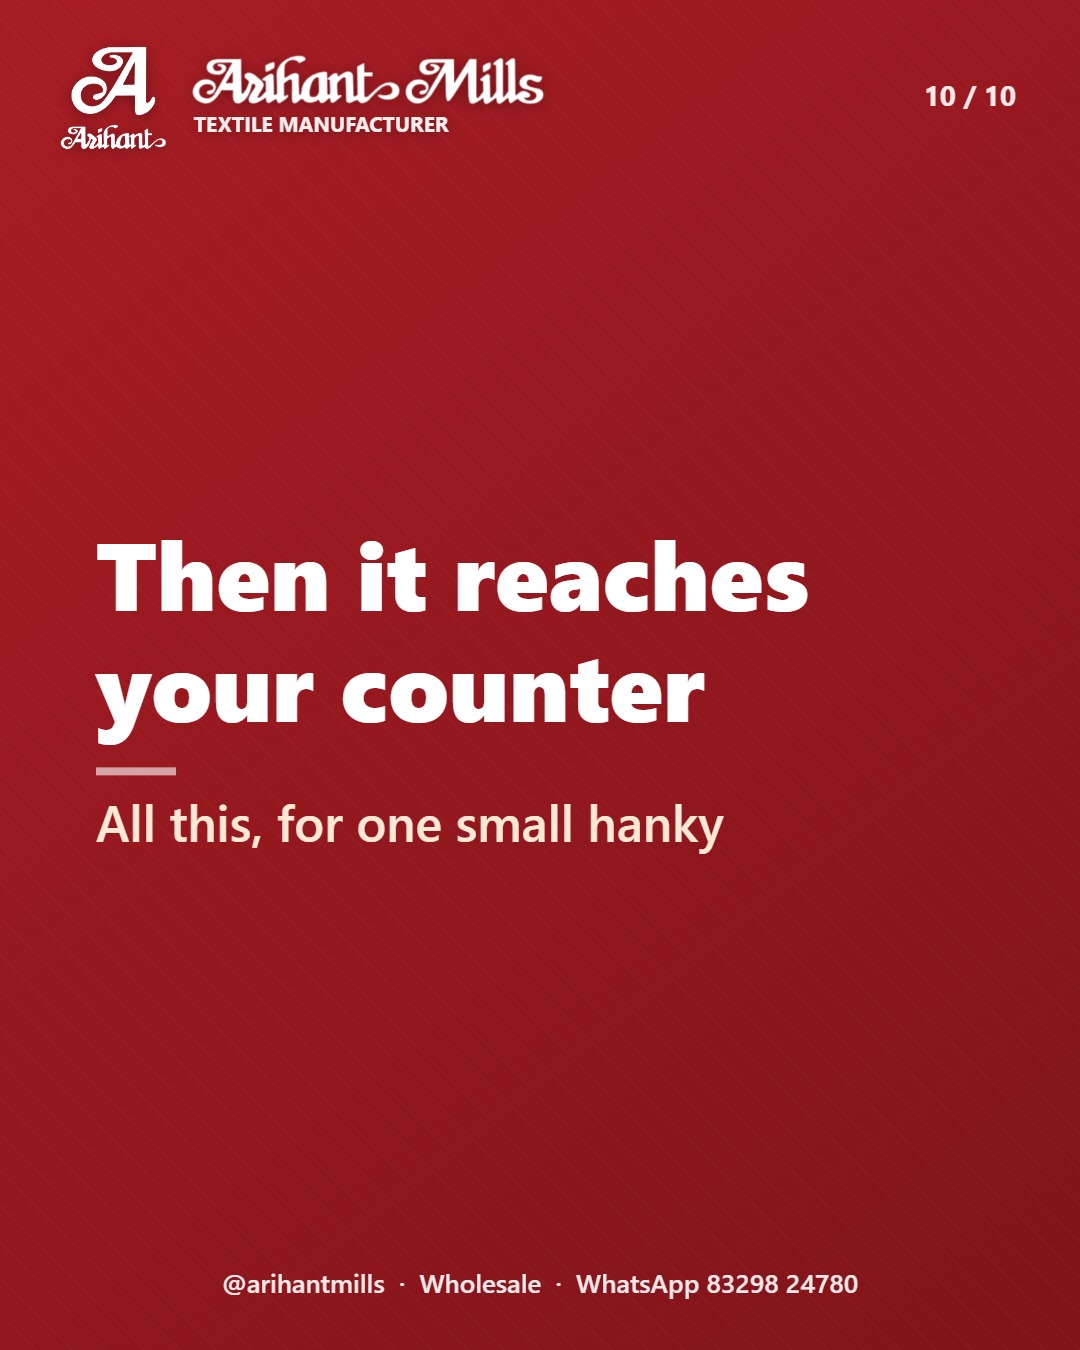 A
Arihant
Arihant Mills
TEXTILE MANUFACTURER
10 / 10
Then it reaches
your counter
All this, for one small hanky
@arihantmills · Wholesale · WhatsApp 83298 24780